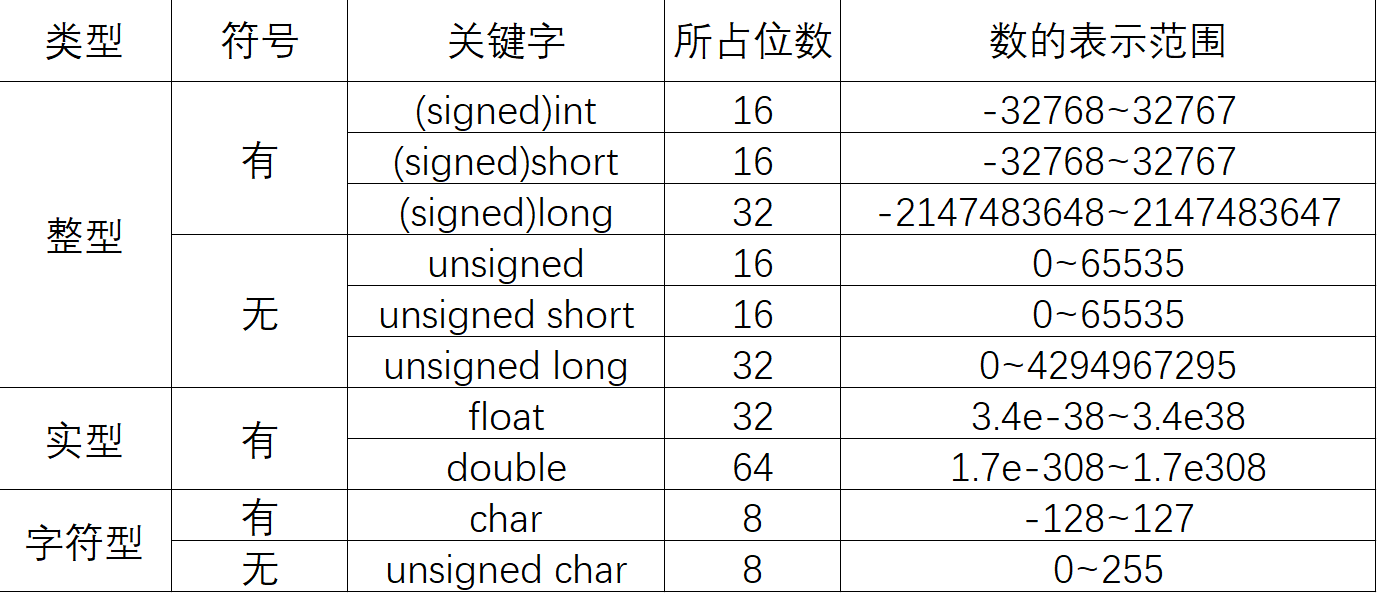 类型 符号 关键字 所占位数 数的表示范围
整型 有 (signed)int 16 -32768~32767
(signed)short 16 -32768~32767
(signed)long 32 -2147483648~2147483647
无 unsigned 16 0~65535
unsigned short 16 0~65535
unsigned long 32 0~4294967295
实型 有 float 32 3.4e-38~3.4e38
double 64 1.7e-308~1.7e308
字符型 有 char 8 -128~127
无 unsigned char 8 0~255